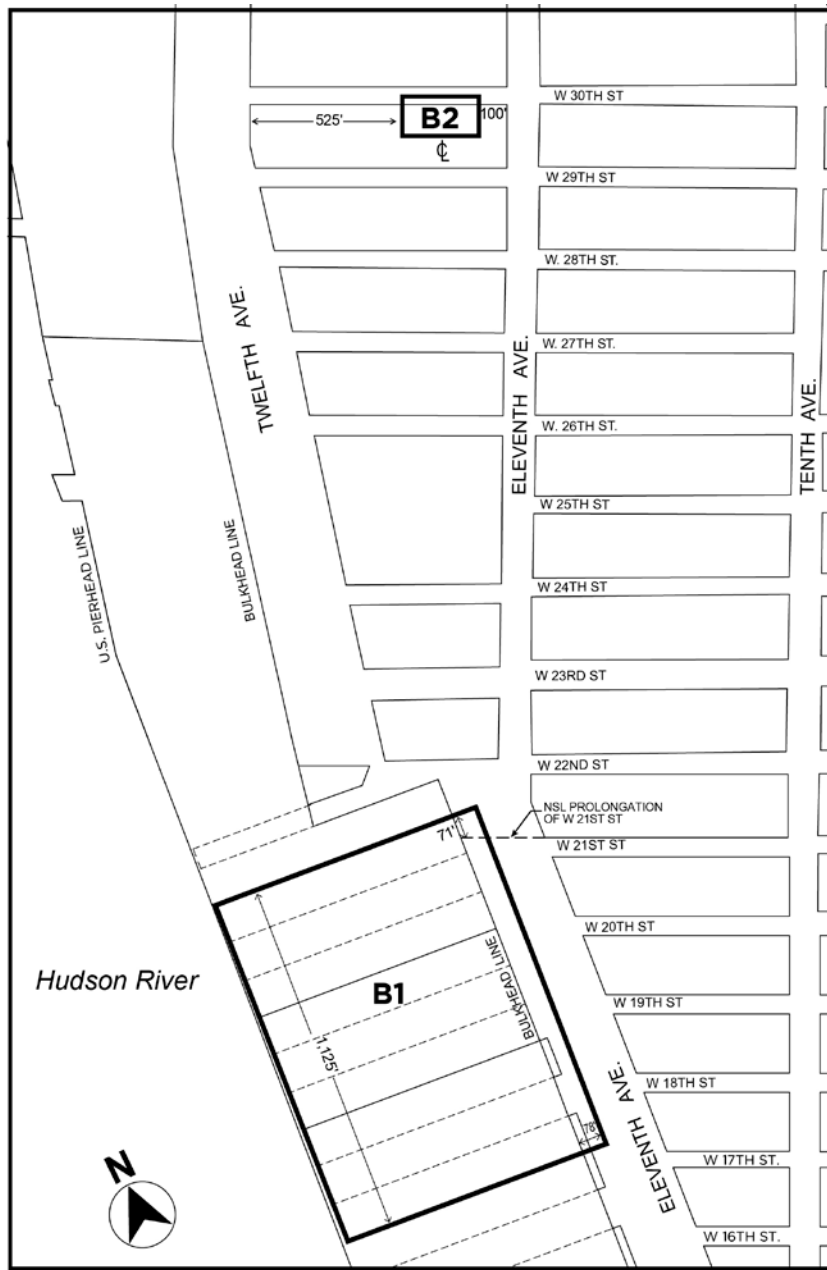 W 30TH ST
525'
B2
100'
℄
W 29TH ST
W. 28TH ST.
TWELFTH AVE.
ELEVENTH AVE.
W. 27TH ST.
TENTH AVE.
W. 26TH ST.
W 25TH ST
U.S. PIERHEAD LINE
BULKHEAD LINE
W 24TH ST
W 23RD ST
W 22ND ST
NSL PROLONGATION
OF W 21ST ST
71'
W 21ST ST
W 20TH ST
Hudson River
B1
BULKHEAD LINE
W 19TH ST
1,125'
W 18TH ST
ELEVENTH AVE.
78'
W 17TH ST.
N
W 16TH ST.